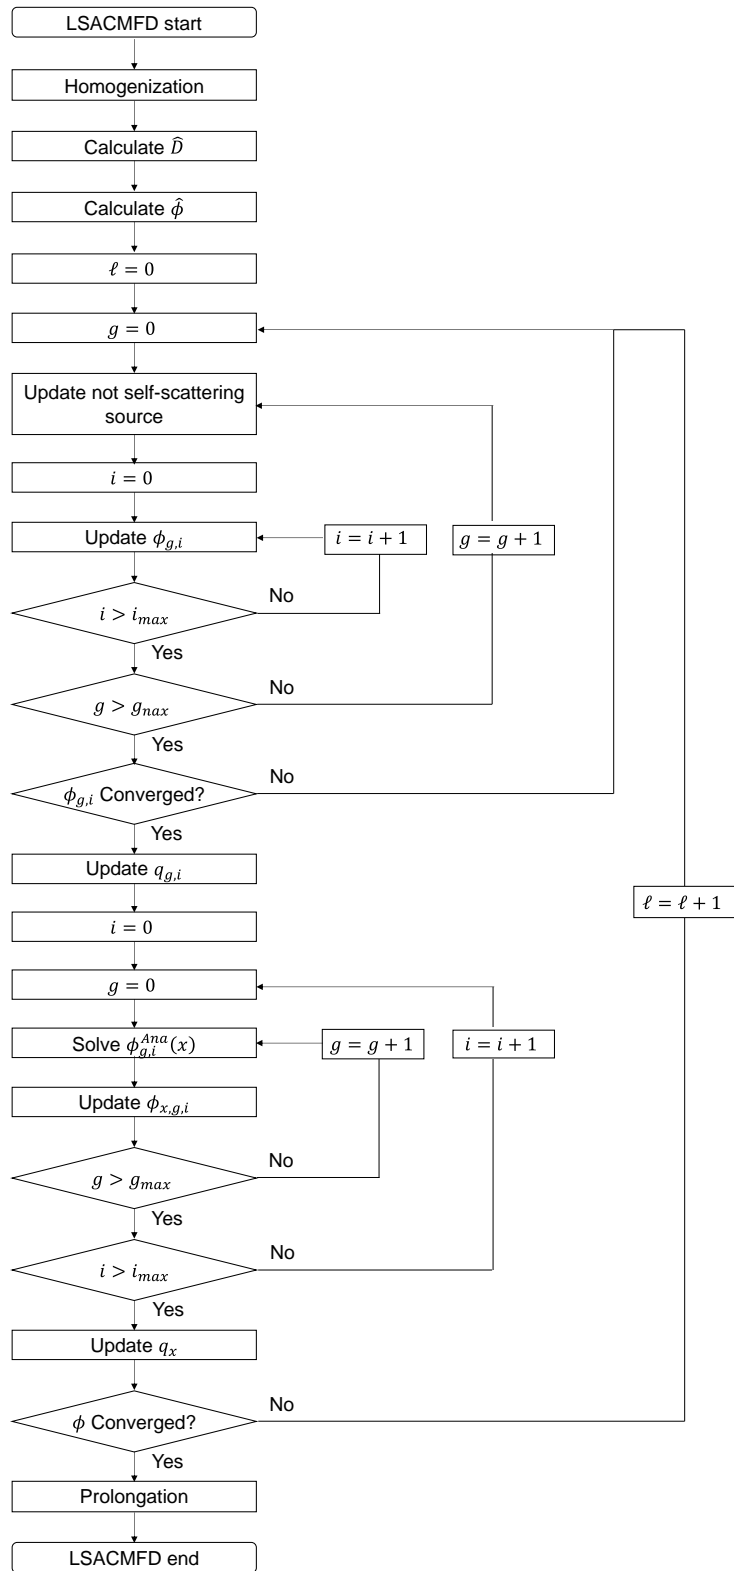 LSACMFD start
Homogenization
Calculate D̂
Calculate ϕ̂
ℓ = 0
g = 0
Update not self-scattering
source
i = 0
Update ϕ_{g,i}
i = i + 1
g = g + 1
i > i_{max}
No
Yes
g > g_{nax}
No
Yes
ϕ_{g,i} Converged?
No
Yes
Update q_{g,i}
ℓ = ℓ + 1
i = 0
g = 0
Solve ϕ_{g,i}^{Ana}(x)
g = g + 1
i = i + 1
Update ϕ_{x,g,i}
g > g_{max}
No
Yes
i > i_{max}
No
Yes
Update q_x
ϕ Converged?
No
Yes
Prolongation
LSACMFD end